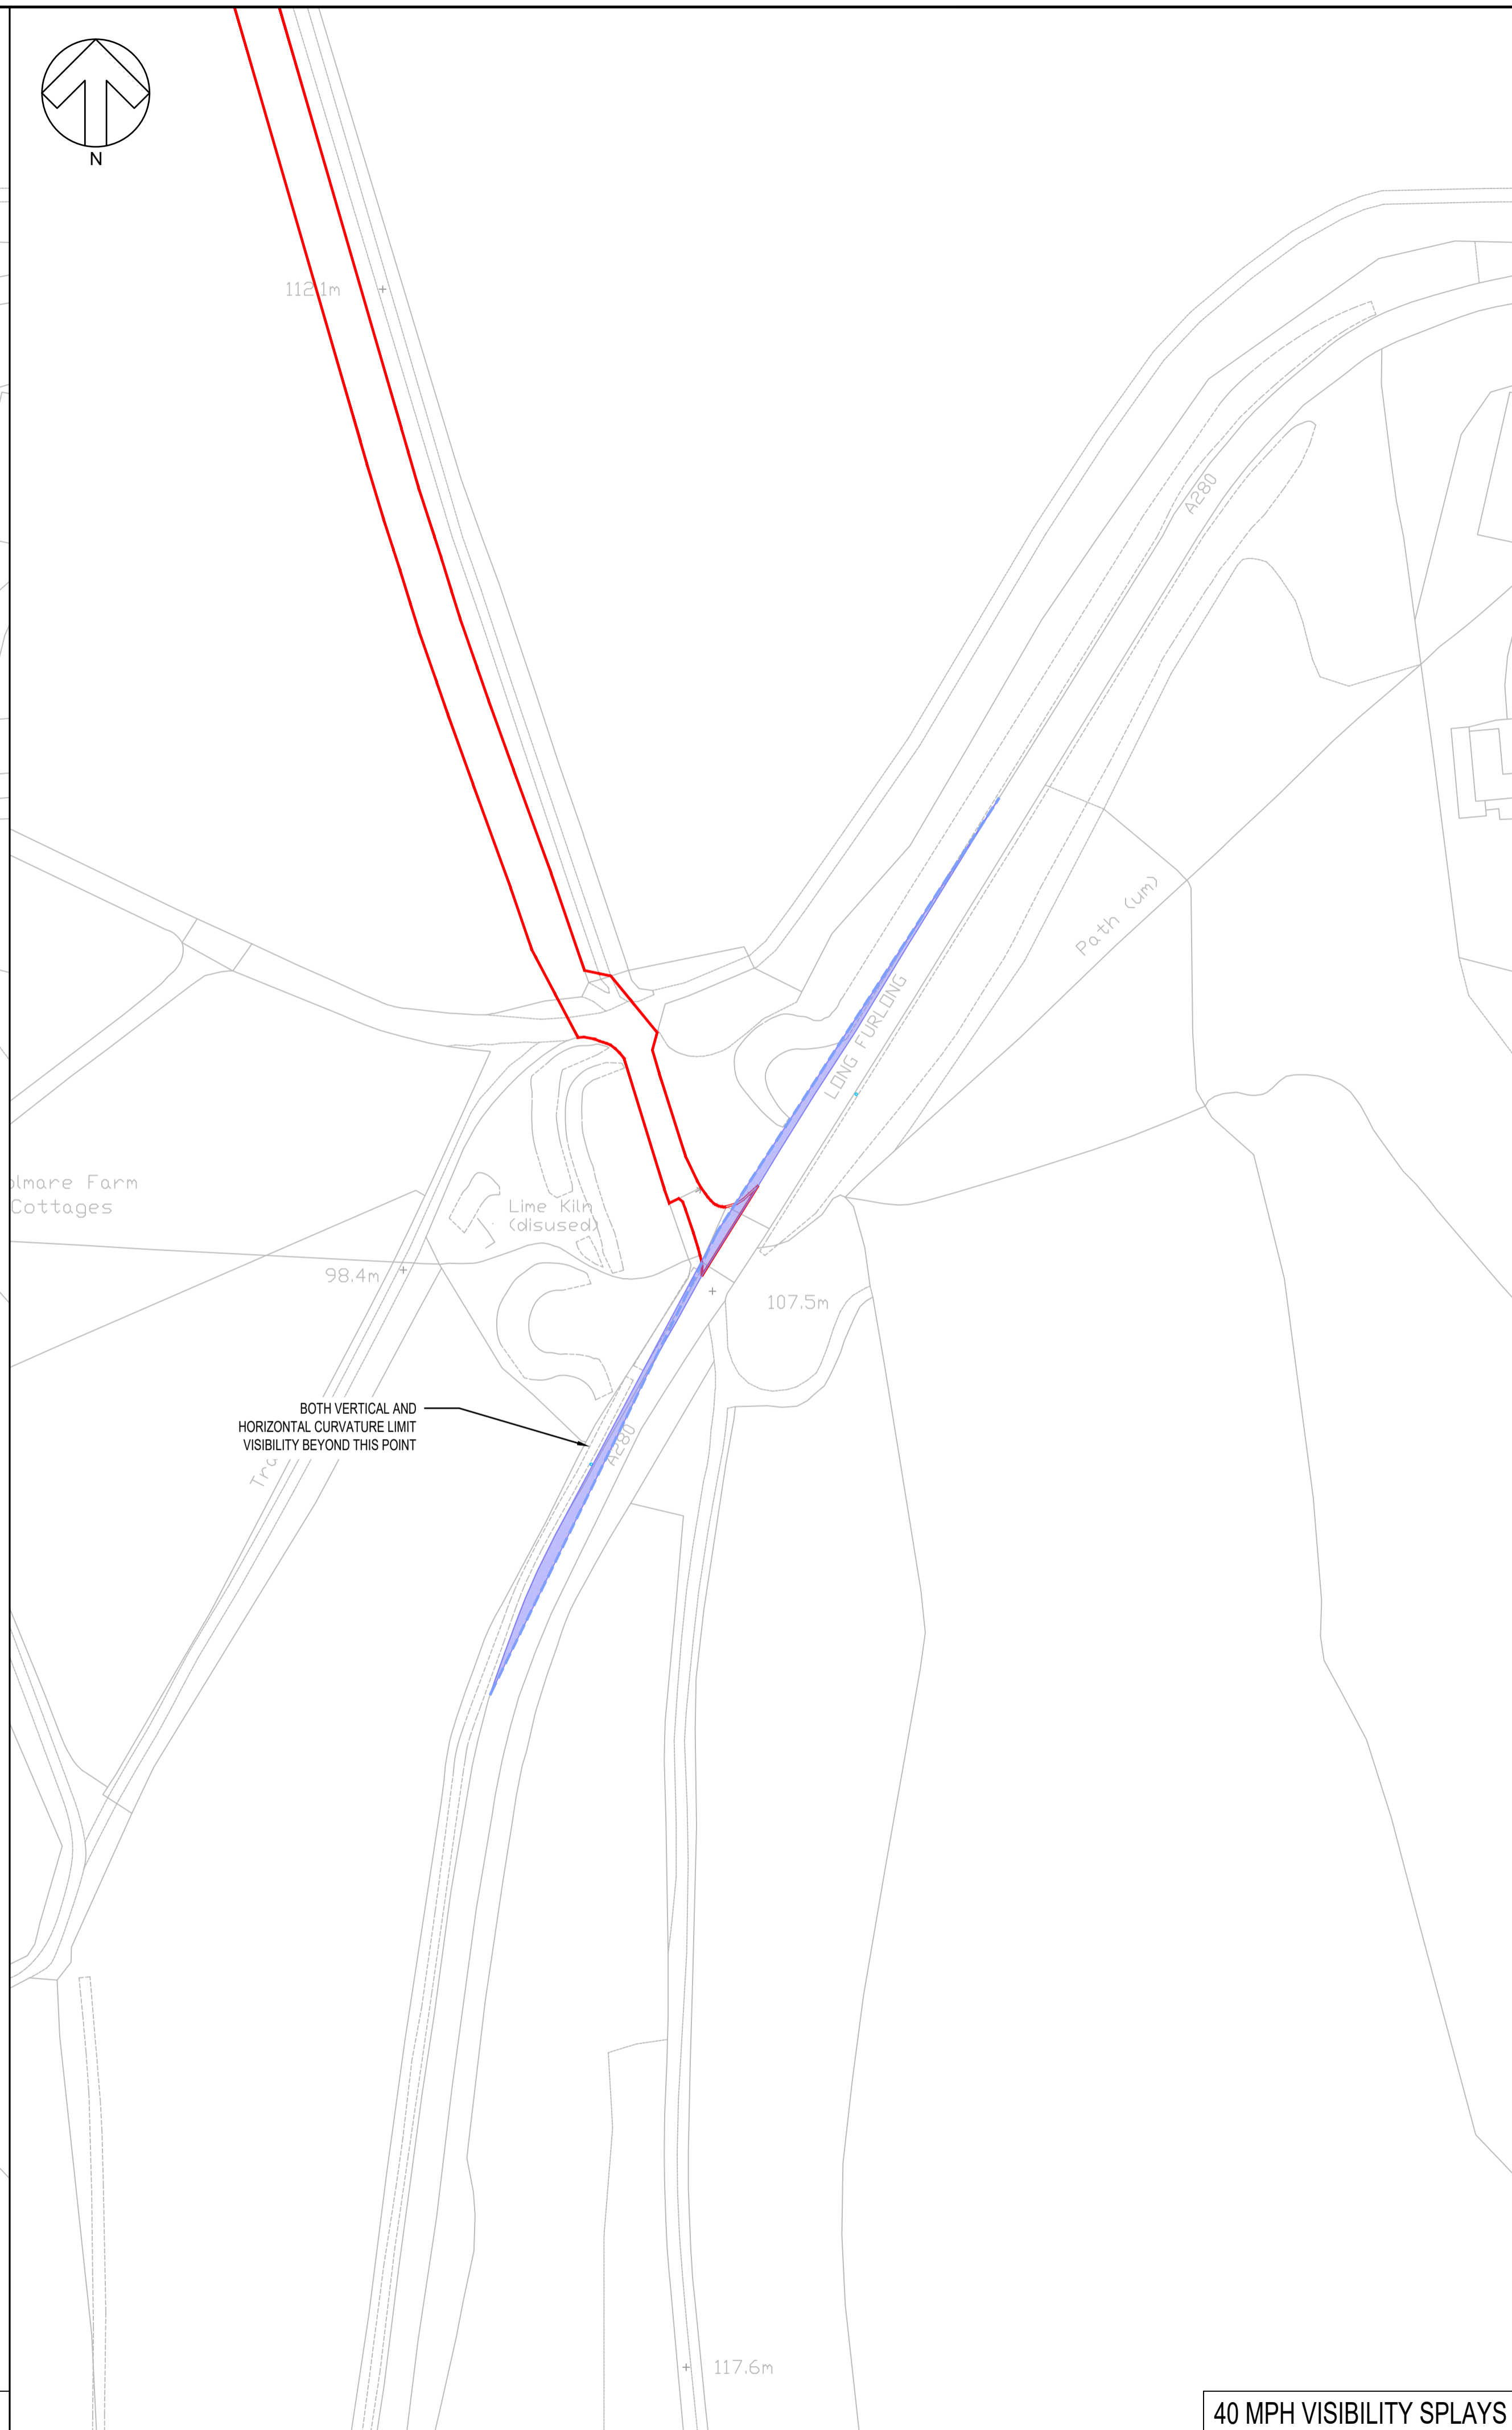 N
112.1m
A280
Path (um)
LONG FURLONG
Cottages
Farm
Lime Kiln
(disused)
98.4m
107.5m
BOTH VERTICAL AND
HORIZONTAL CURVATURE LIMIT
VISIBILITY BEYOND THIS POINT
A280
117.6m
40 MPH VISIBILITY SPLAYS